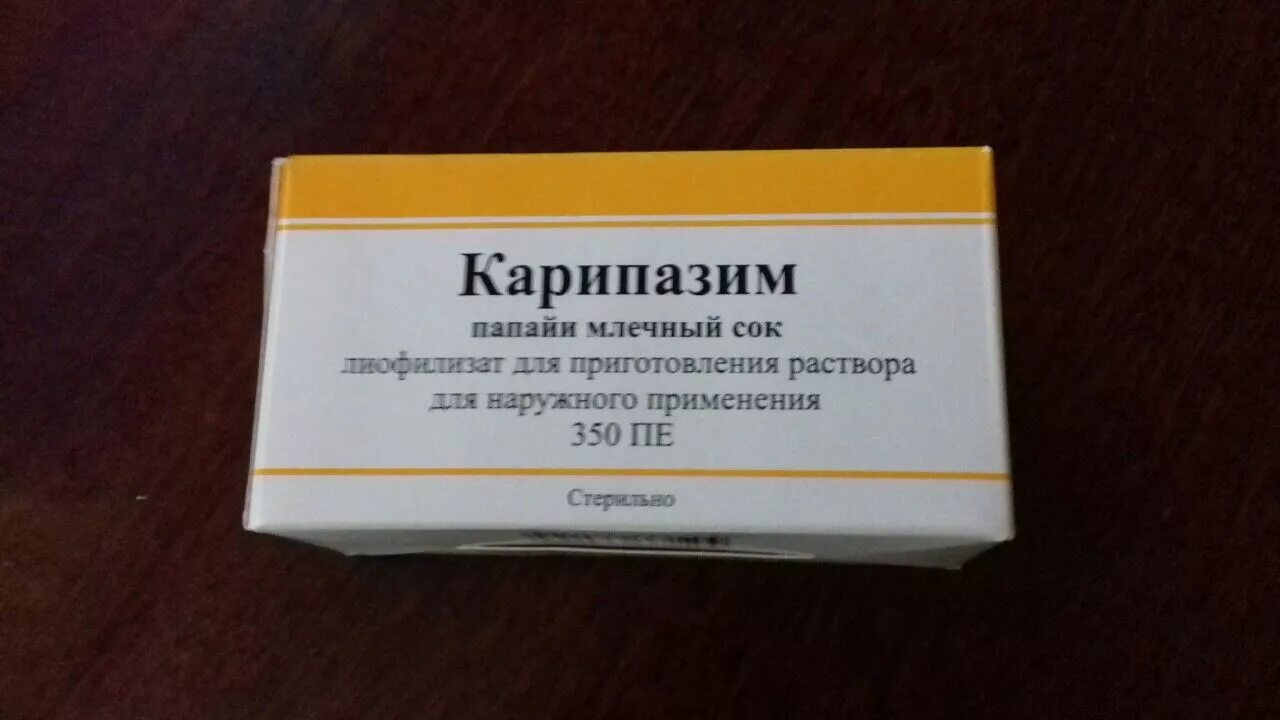 Карипазим
папайи млечный сок
лиофилизат для приготовления раствора
для наружного применения
350 ПЕ
Стерильно